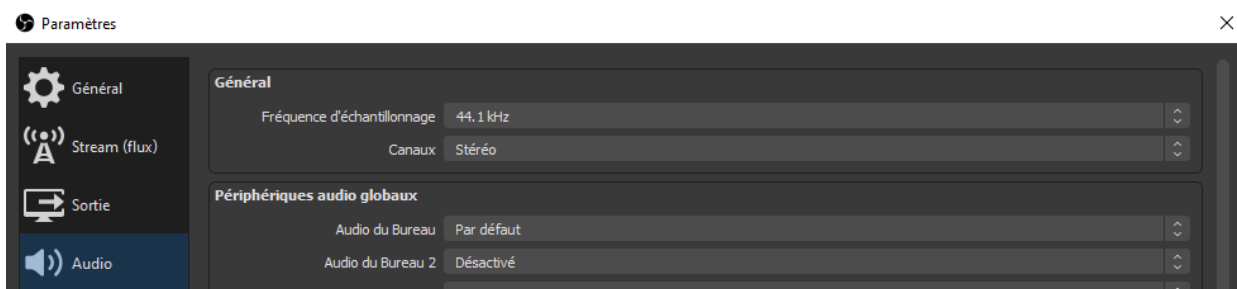 Paramètres
Général
Stream (flux)
Sortie
Audio
Général
Fréquence d'échantillonnage 44.1 kHz
Canaux Stéréo
Périphériques audio globaux
Audio du Bureau Par défaut
Audio du Bureau 2 Désactivé